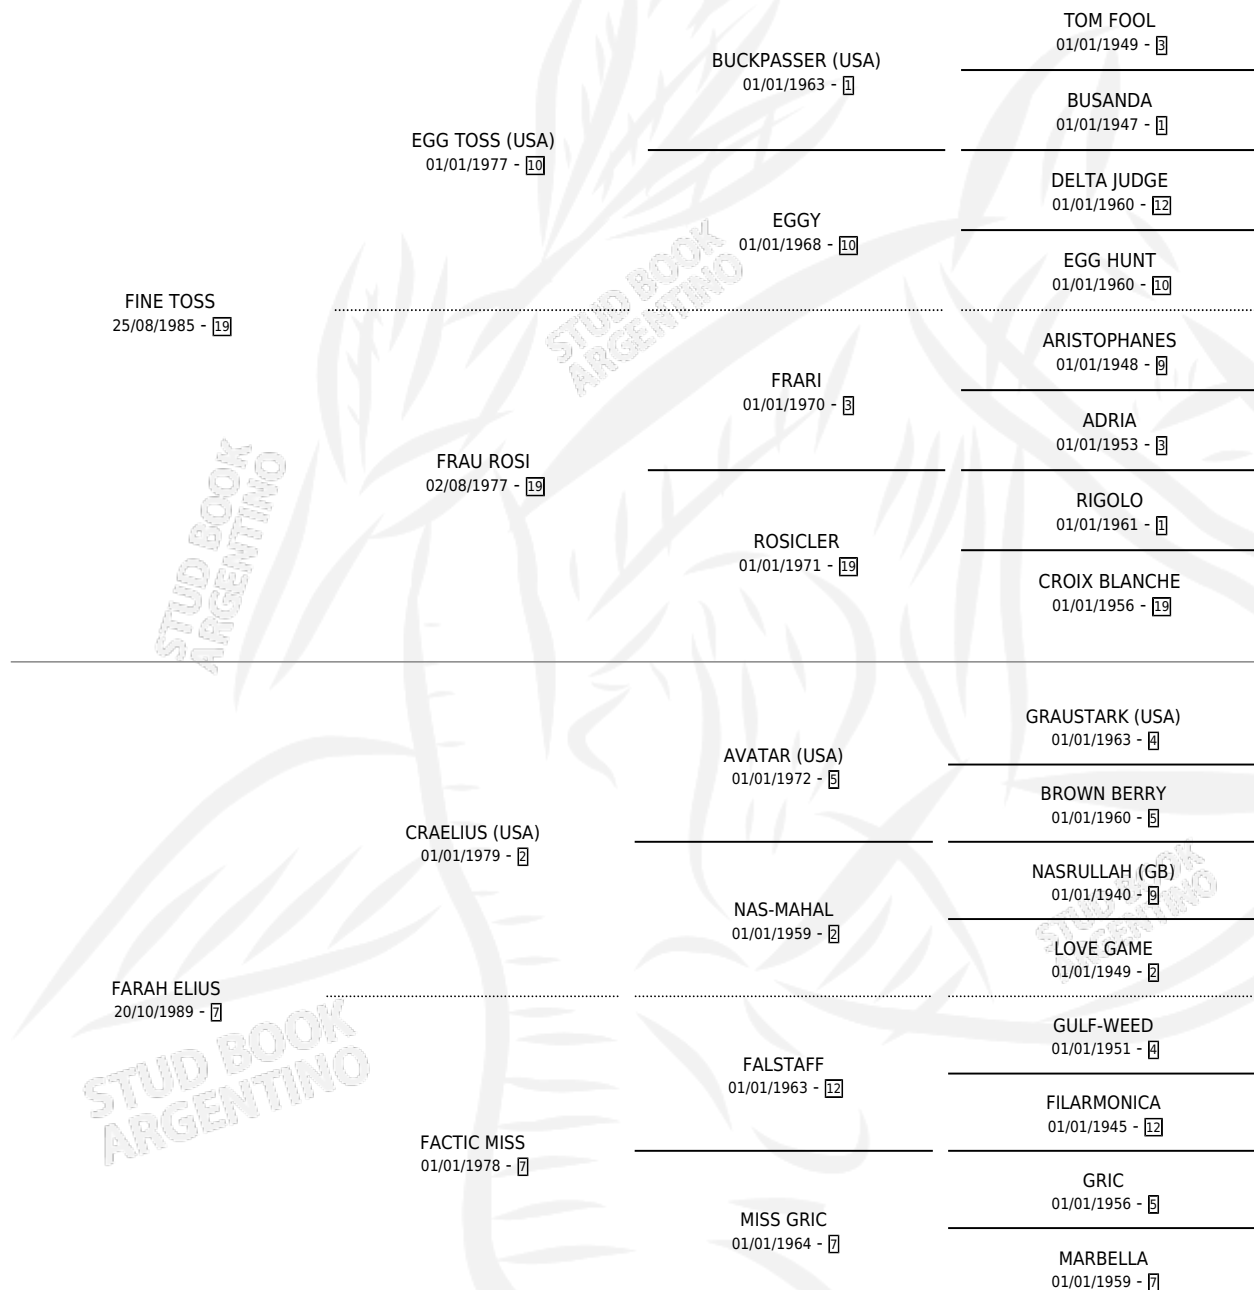 TOM FOOL
01/01/1949 - 3
BUCKPASSER (USA)
01/01/1963 - 1
BUSANDA
01/01/1947 - 1
EGG TOSS (USA)
01/01/1977 - 10
DELTA JUDGE
01/01/1960 - 12
EGGY
01/01/1968 - 10
EGG HUNT
01/01/1960 - 10
FINE TOSS
25/08/1985 - 19
STUD BOOK
ARGENTINO
ARISTOPHANES
01/01/1948 - 9
FRARI
01/01/1970 - 3
ADRIA
01/01/1953 - 3
FRAU ROSI
02/08/1977 - 19
RIGOLO
01/01/1961 - 1
ROSICLER
01/01/1971 - 19
CROIX BLANCHE
01/01/1956 - 19
STUD BOOK
ARGENTINO
GRAUSTARK (USA)
01/01/1963 - 4
AVATAR (USA)
01/01/1972 - 5
BROWN BERRY
01/01/1960 - 5
CRAELIUS (USA)
01/01/1979 - 2
NASRULLAH (GB)
01/01/1940 - 9
NAS-MAHAL
01/01/1959 - 2
STUD BOOK
ARGENTINO
LOVE GAME
01/01/1949 - 2
FARAH ELIUS
20/10/1989 - 7
GULF-WEED
01/01/1951 - 4
FALSTAFF
01/01/1963 - 12
STUD BOOK
ARGENTINO
FILARMONICA
01/01/1945 - 12
FACTIC MISS
01/01/1978 - 7
GRIC
01/01/1956 - 5
MISS GRIC
01/01/1964 - 7
MARBELLA
01/01/1959 - 7